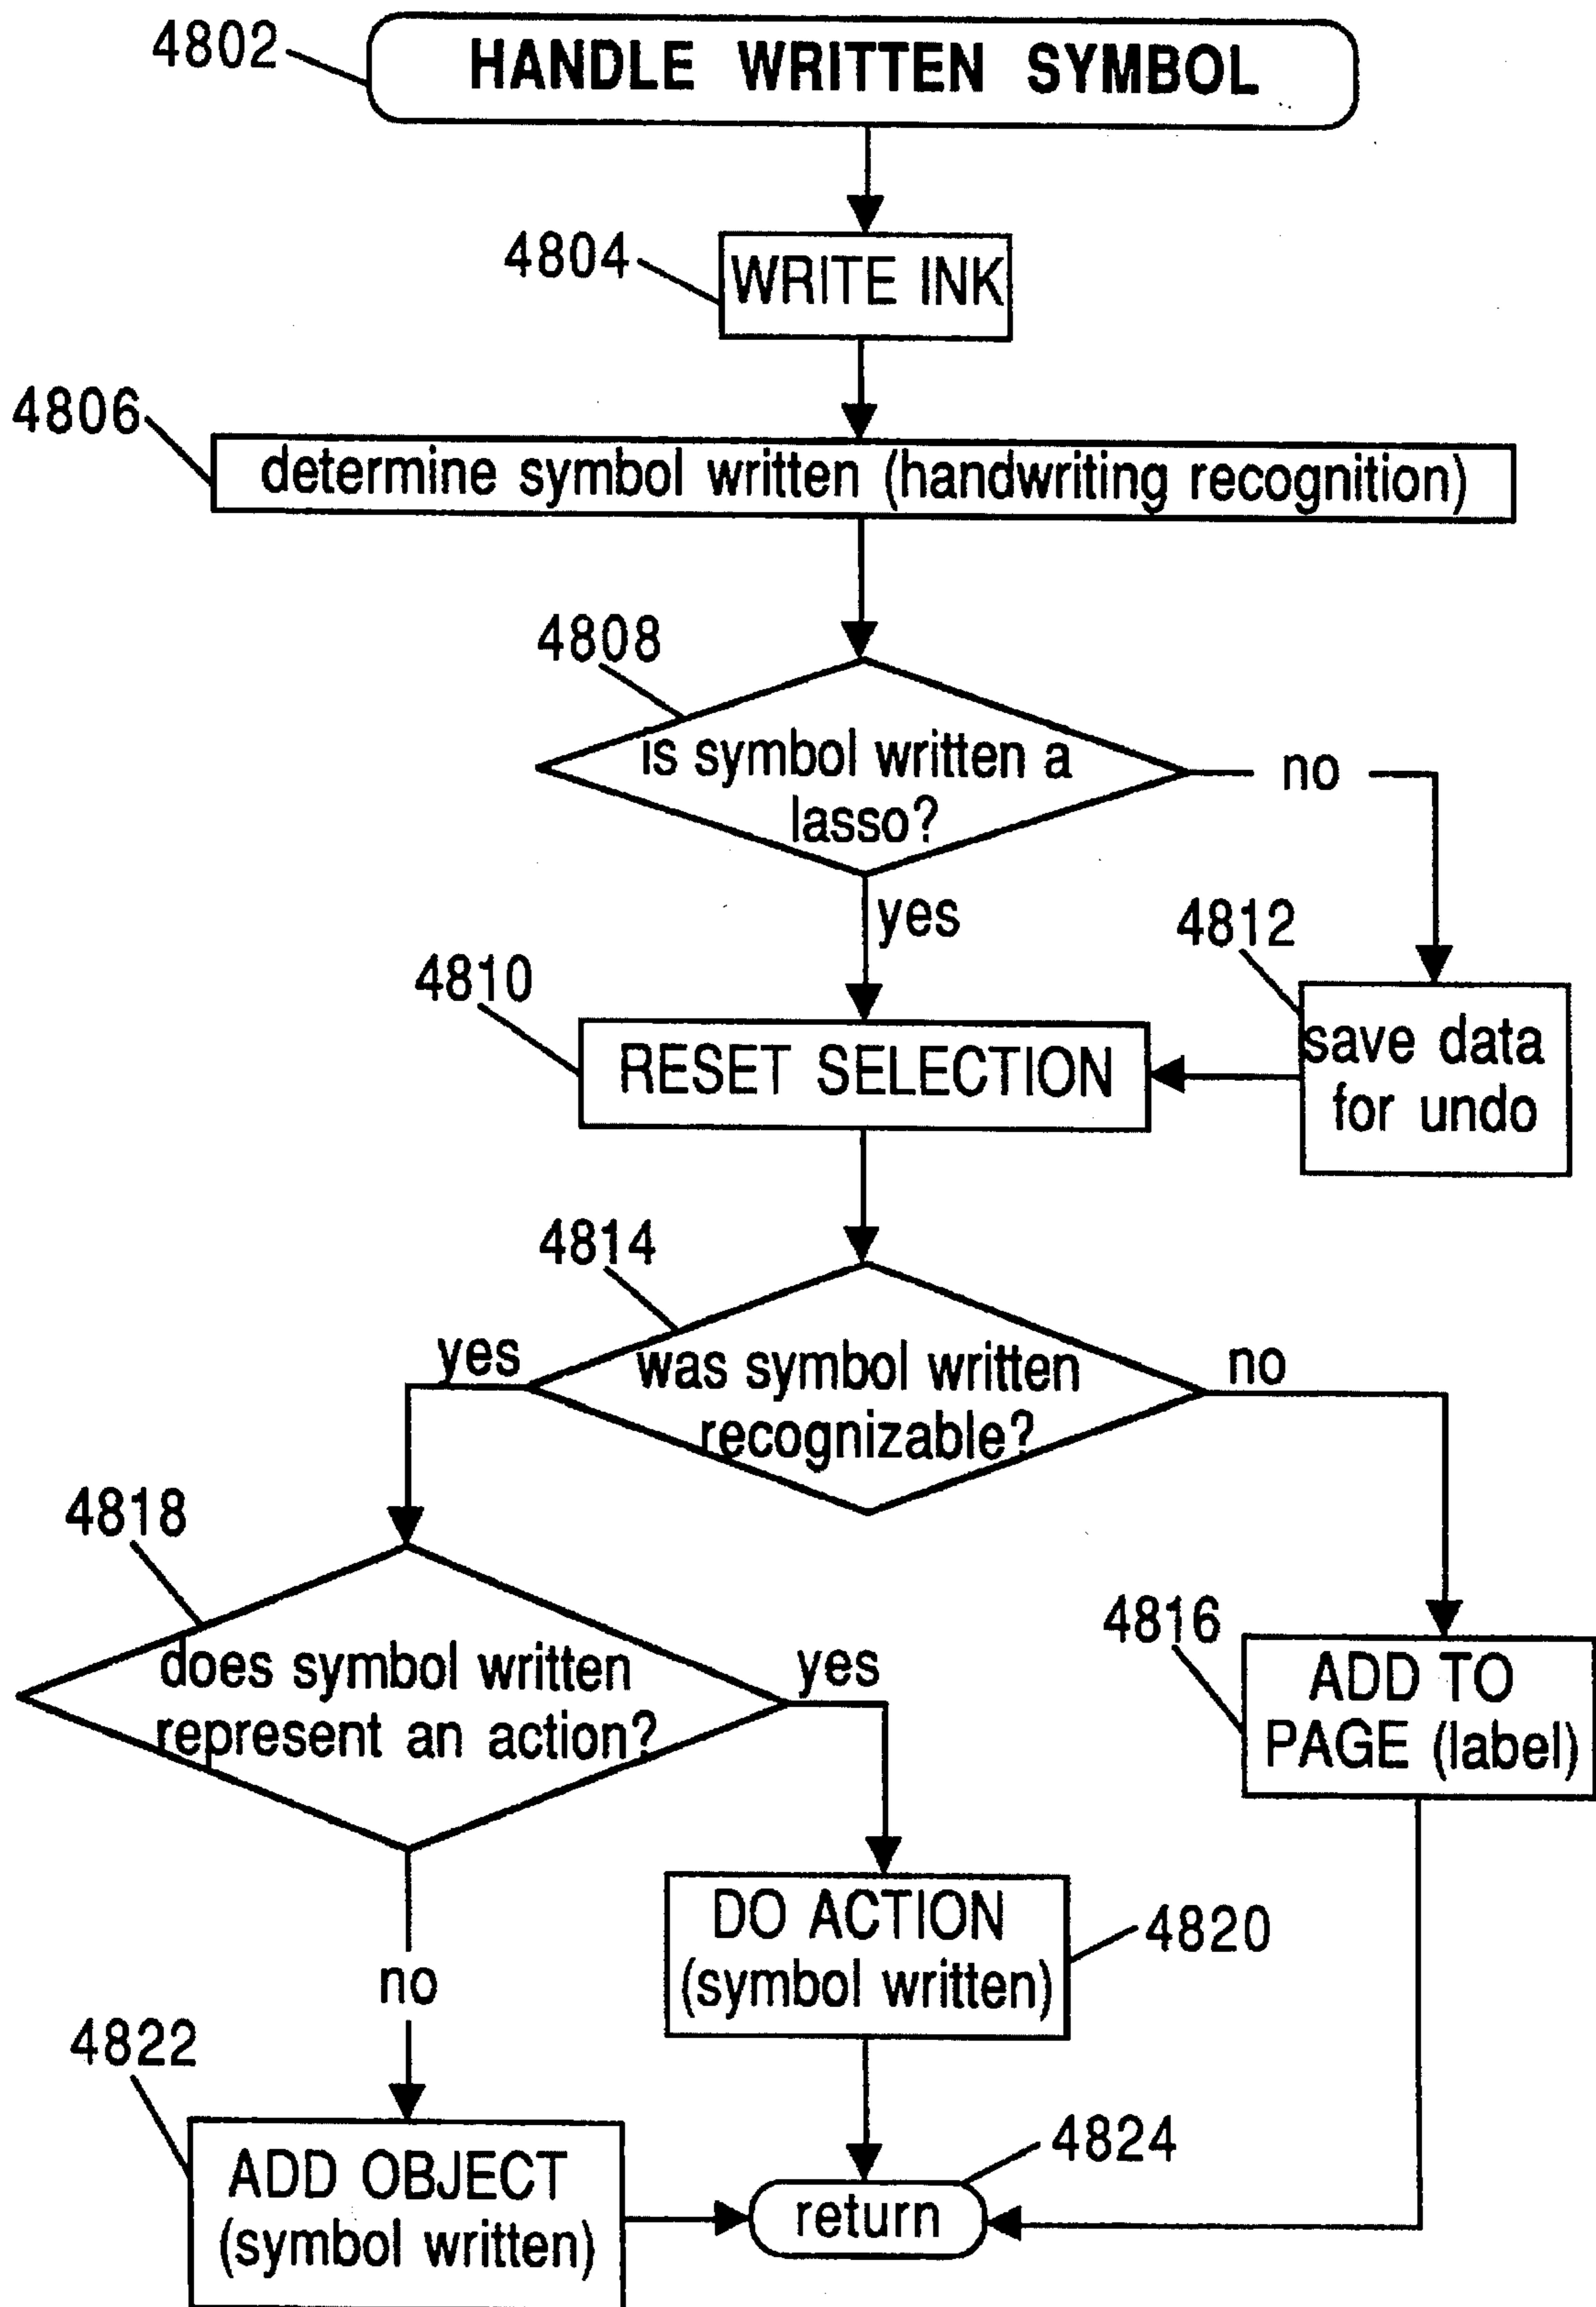 4802
HANDLE WRITTEN SYMBOL
4804
WRITE INK
4806
determine symbol written (handwriting recognition)
4808
is symbol written a
lasso?
no
yes
4812
save data
for undo
4810
RESET SELECTION
4814
was symbol written
recognizable?
yes
no
4818
does symbol written
represent an action?
yes
4816
ADD TO
PAGE (label)
no
DO ACTION
(symbol written)
4820
4822
ADD OBJECT
(symbol written)
4824
return